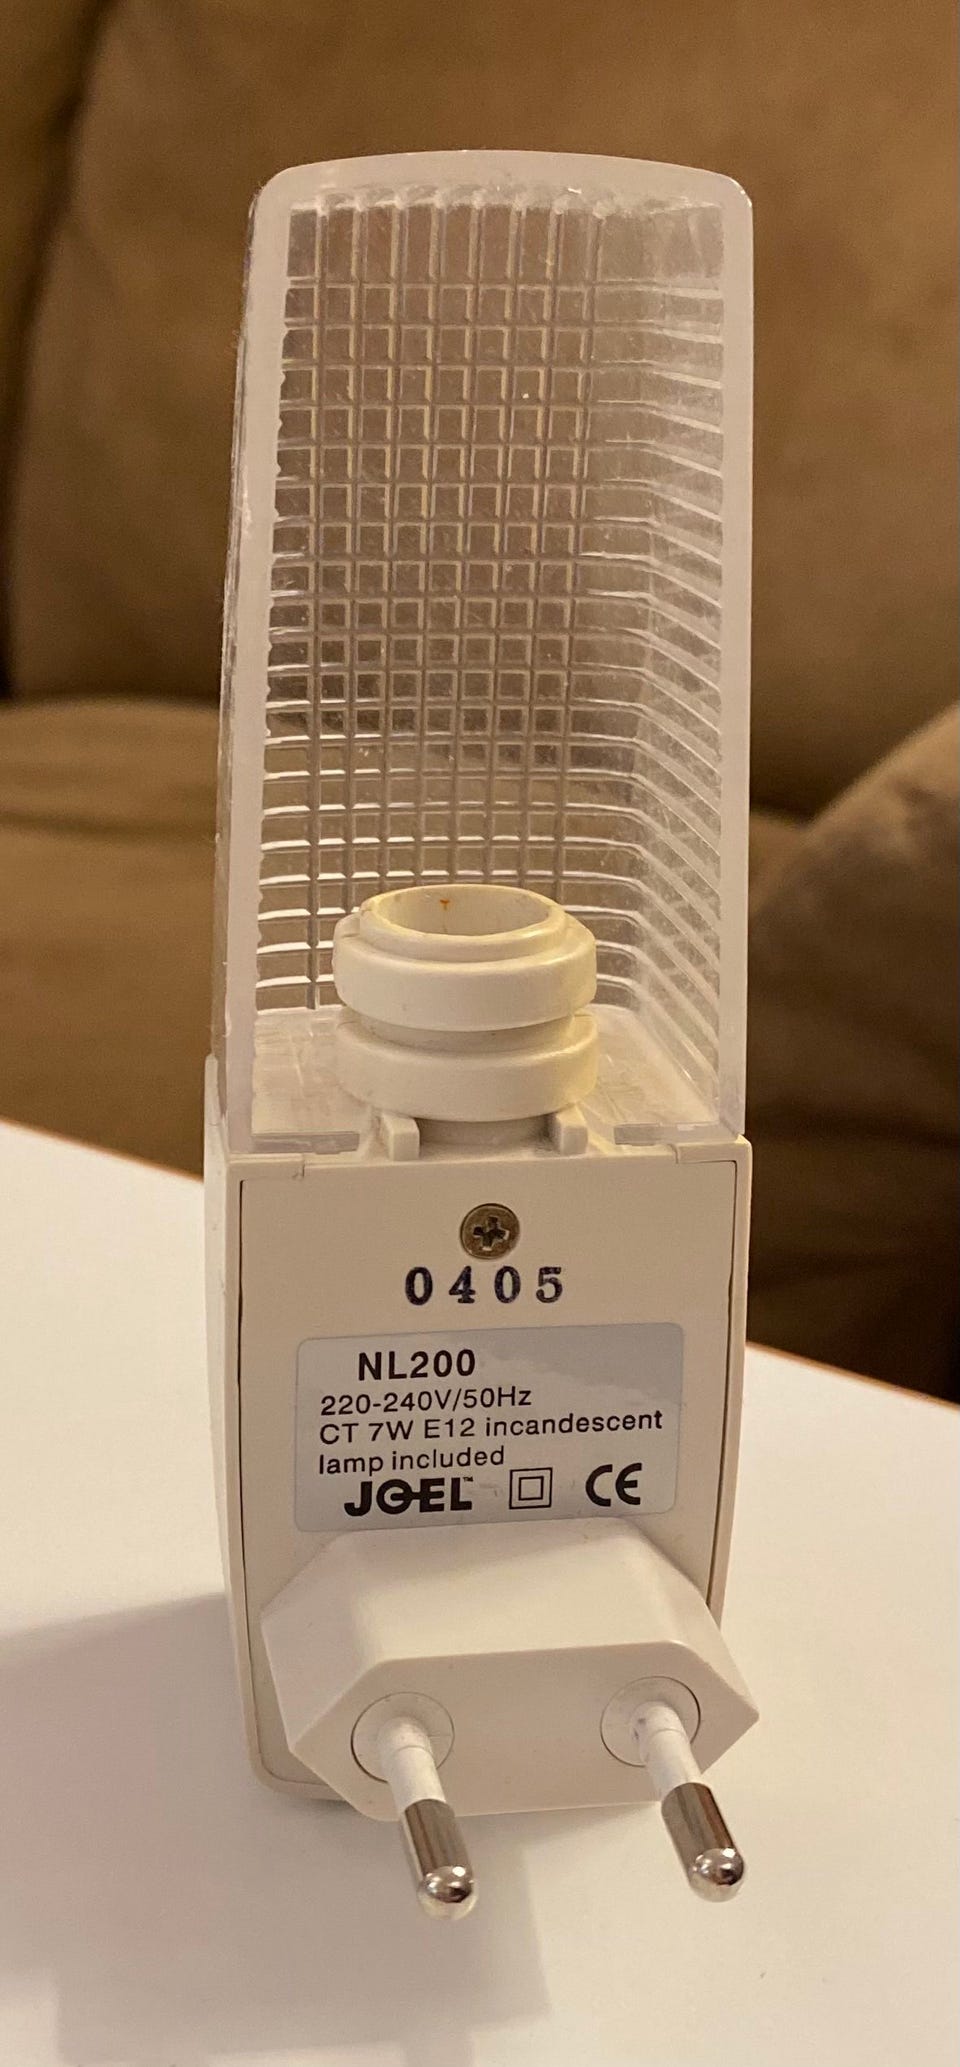 0405
NL200
220-240V/50Hz
CT 7W E12 incandescent
lamp included
JOEL™ CE